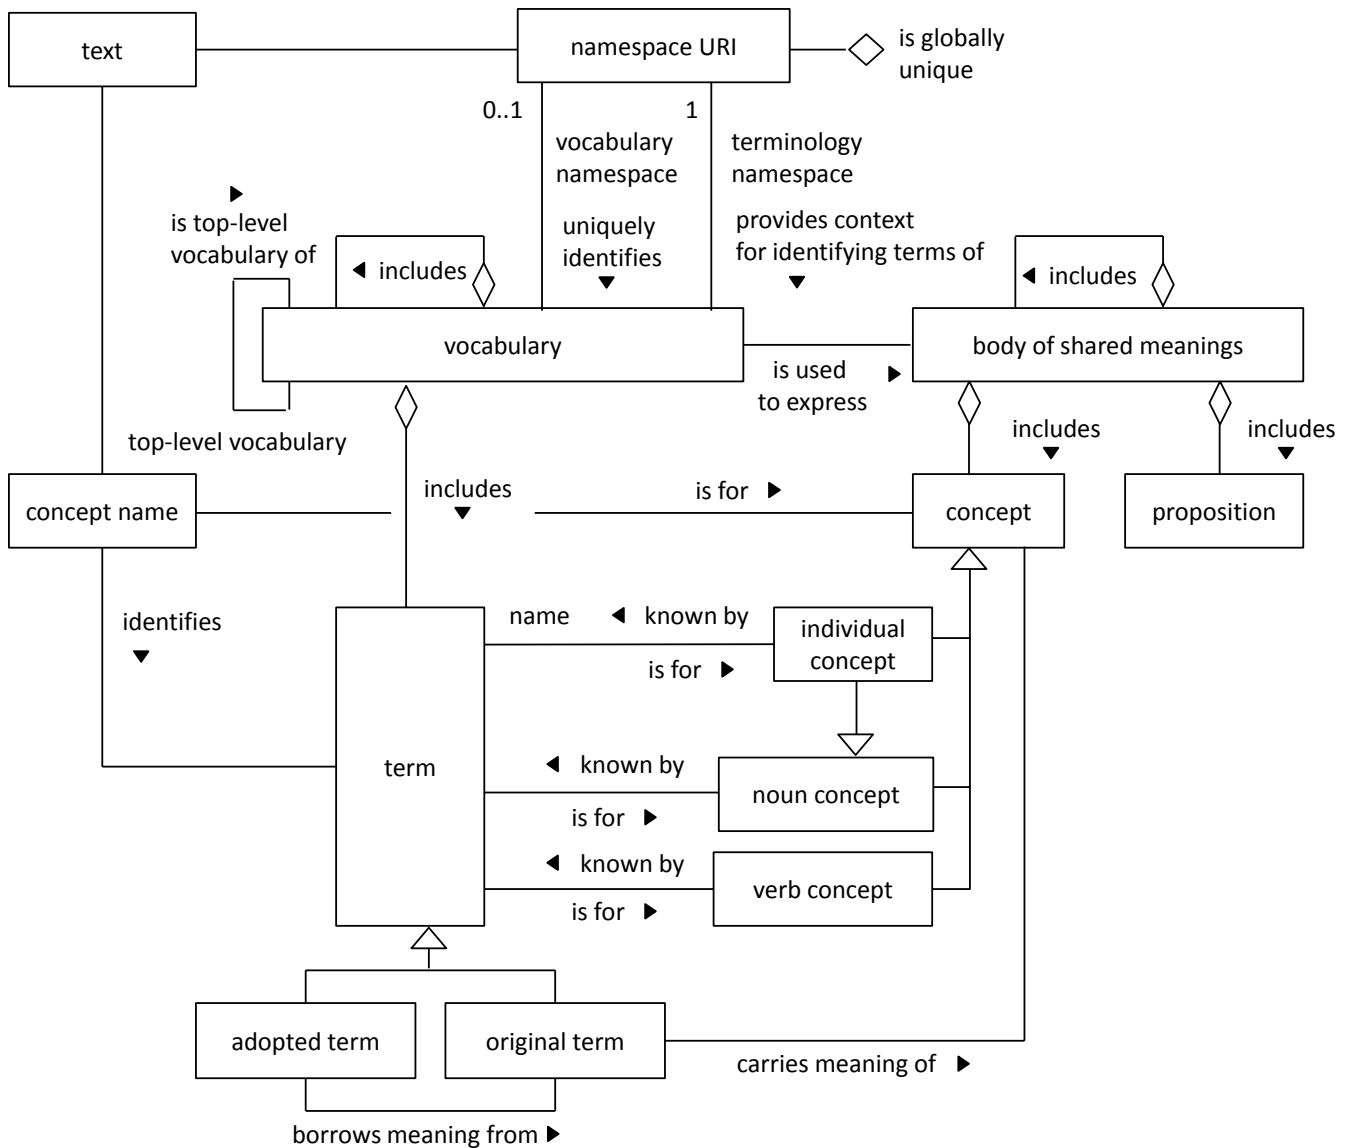 text
namespace URI
is globally
unique
0..1
1
vocabulary
namespace
terminology
namespace
is top-level
vocabulary of
uniquely
identifies
provides context
for identifying terms of
includes
includes
vocabulary
body of shared meanings
is used
to express
top-level vocabulary
includes
includes
includes
is for
concept name
concept
proposition
identifies
name
known by
is for
individual
concept
term
known by
is for
noun concept
known by
is for
verb concept
adopted term
original term
carries meaning of
borrows meaning from